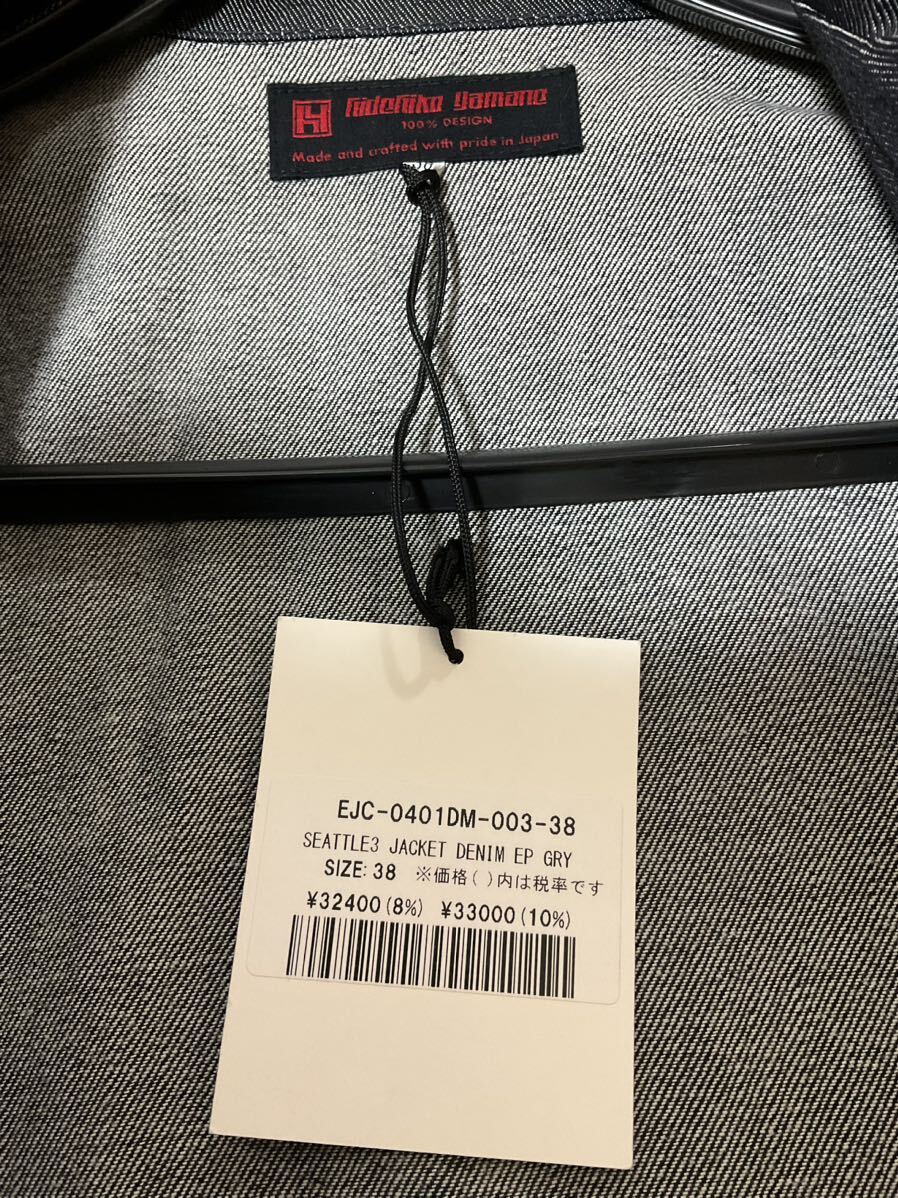 H hidehiko yamane
100% DESIGN
Made and crafted with pride in Japan
EJC-0401DM-003-38
SEATTLE3 JACKET DENIM EP GRY
SIZE: 38 ※価格( )内は税率です
¥32400(8%) ¥33000(10%)